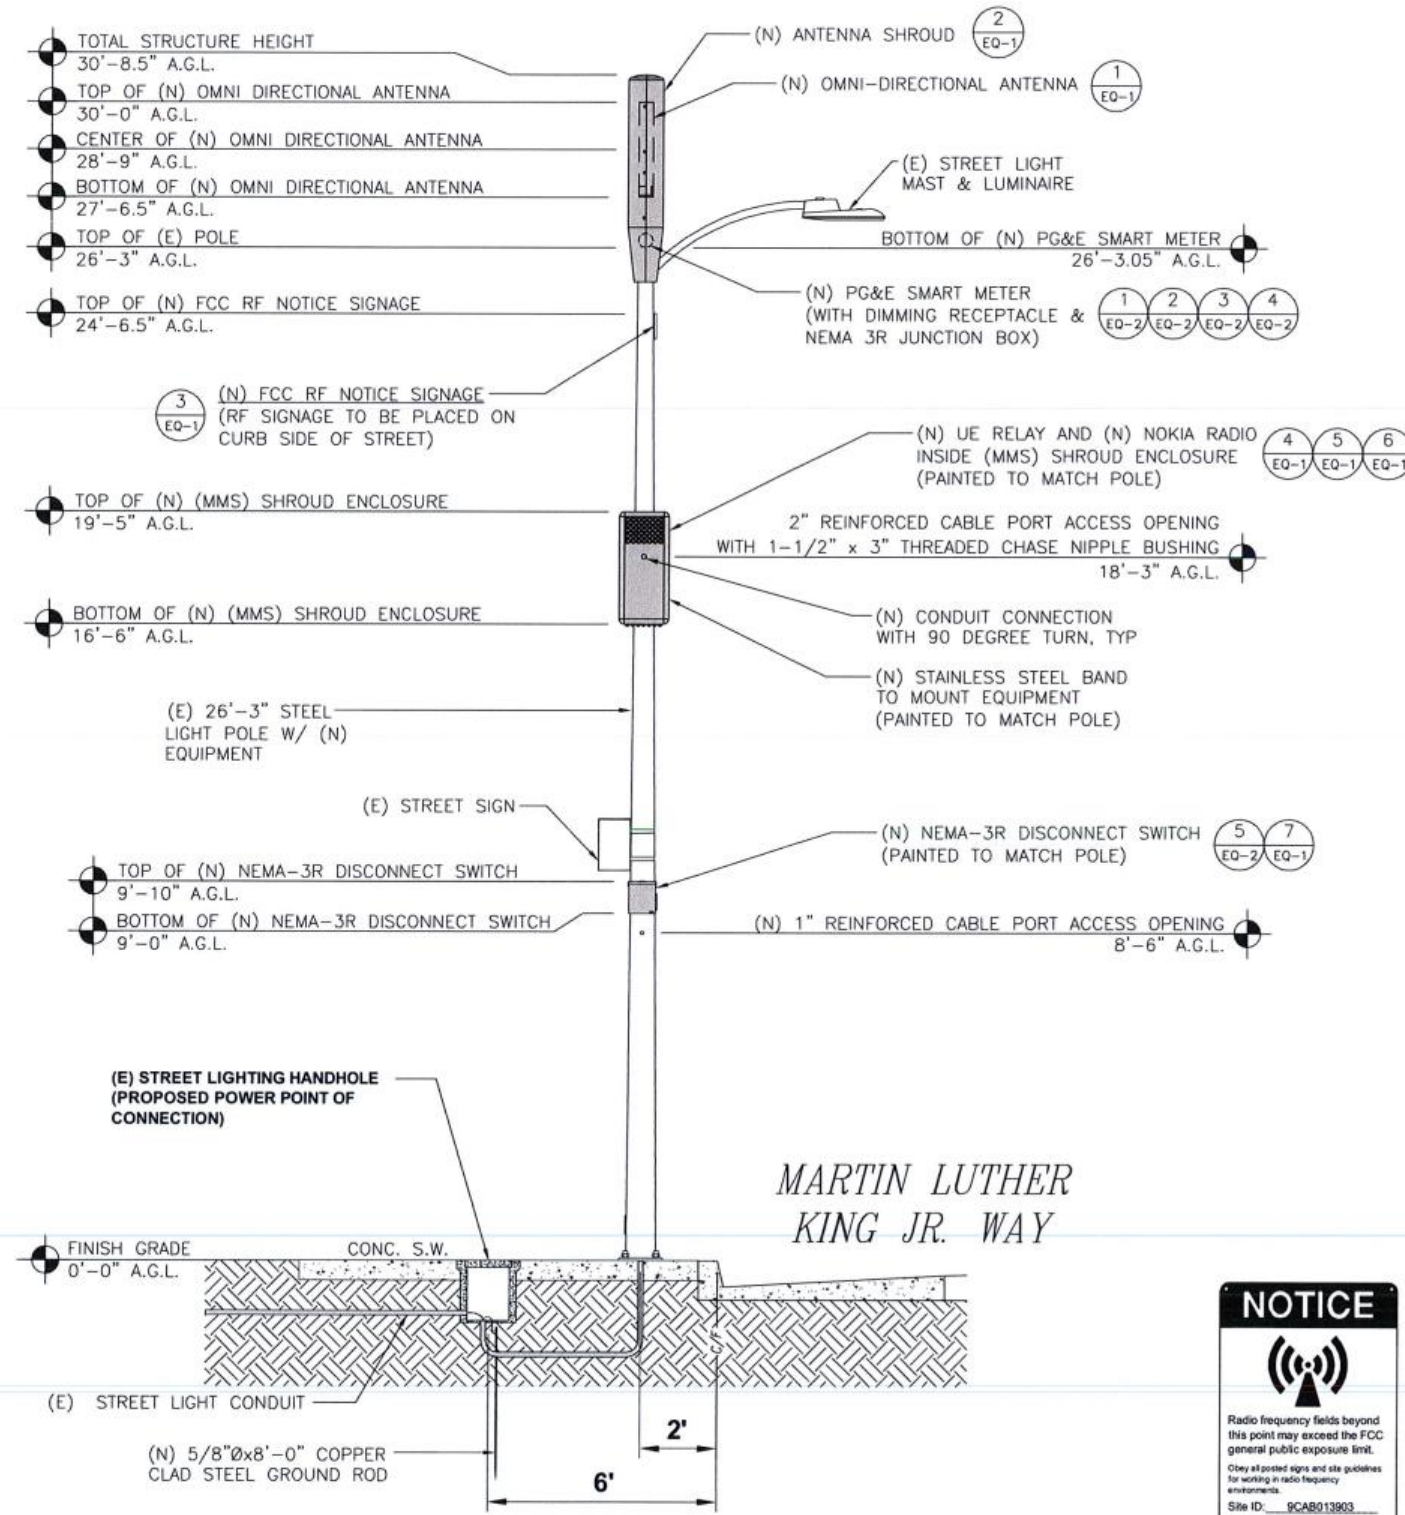 TOTAL STRUCTURE HEIGHT
30'-8.5" A.G.L.
TOP OF (N) OMNI DIRECTIONAL ANTENNA
30'-0" A.G.L.
CENTER OF (N) OMNI DIRECTIONAL ANTENNA
28'-9" A.G.L.
BOTTOM OF (N) OMNI DIRECTIONAL ANTENNA
27'-6.5" A.G.L.
TOP OF (E) POLE
26'-3" A.G.L.
TOP OF (N) FCC RF NOTICE SIGNAGE
24'-6.5" A.G.L.
3
EQ-1
(N) FCC RF NOTICE SIGNAGE
(RF SIGNAGE TO BE PLACED ON
CURB SIDE OF STREET)
TOP OF (N) (MMS) SHROUD ENCLOSURE
19'-5" A.G.L.
BOTTOM OF (N) (MMS) SHROUD ENCLOSURE
16'-6" A.G.L.
(E) 26'-3" STEEL
LIGHT POLE W/ (N)
EQUIPMENT
(E) STREET SIGN
TOP OF (N) NEMA-3R DISCONNECT SWITCH
9'-10" A.G.L.
BOTTOM OF (N) NEMA-3R DISCONNECT SWITCH
9'-0" A.G.L.
(E) STREET LIGHTING HANDHOLE
(PROPOSED POWER POINT OF
CONNECTION)
FINISH GRADE
0'-0" A.G.L.
CONC. S.W.
(E) STREET LIGHT CONDUIT
(N) 5/8"Øx8'-0" COPPER
CLAD STEEL GROUND ROD
(N) ANTENNA SHROUD
2
EQ-1
(N) OMNI-DIRECTIONAL ANTENNA
1
EQ-1
(E) STREET LIGHT
MAST & LUMINAIRE
BOTTOM OF (N) PG&E SMART METER
26'-3.05" A.G.L.
(N) PG&E SMART METER
(WITH DIMMING RECEPTACLE &
NEMA 3R JUNCTION BOX)
1 2 3 4
EQ-2 EQ-2 EQ-2 EQ-2
(N) UE RELAY AND (N) NOKIA RADIO
INSIDE (MMS) SHROUD ENCLOSURE
(PAINTED TO MATCH POLE)
4 5 6
EQ-1 EQ-1 EQ-1
2" REINFORCED CABLE PORT ACCESS OPENING
WITH 1-1/2" x 3" THREADED CHASE NIPPLE BUSHING
18'-3" A.G.L.
(N) CONDUIT CONNECTION
WITH 90 DEGREE TURN, TYP
(N) STAINLESS STEEL BAND
TO MOUNT EQUIPMENT
(PAINTED TO MATCH POLE)
(N) NEMA-3R DISCONNECT SWITCH
(PAINTED TO MATCH POLE)
5 7
EQ-2 EQ-1
(N) 1" REINFORCED CABLE PORT ACCESS OPENING
8'-6" A.G.L.
MARTIN LUTHER
KING JR. WAY
C/F
2'
6'
NOTICE
Radio frequency fields beyond
this point may exceed the FCC
general public exposure limit.
Obey all posted signs and site guidelines
for working in radio frequency
environments.
Site ID: 9CAB013903